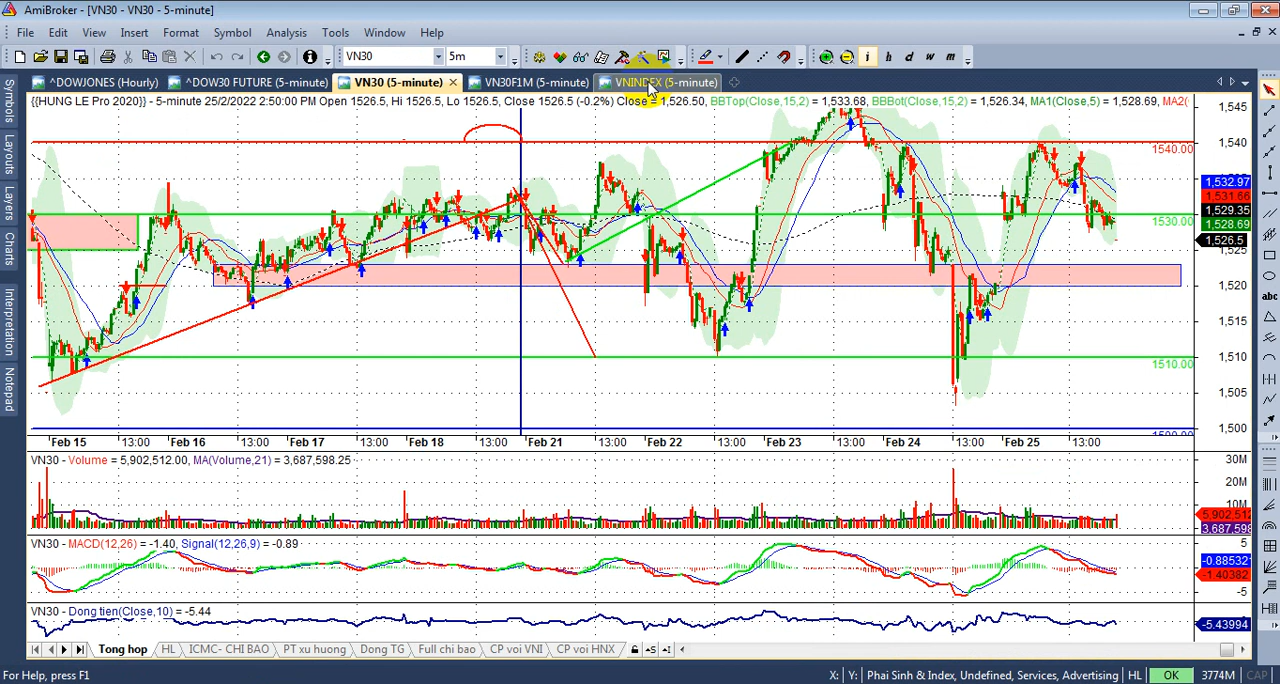 AmiBroker - [VN30 - VN30 - 5-minute]
File Edit View Insert Format Symbol Analysis Tools Window Help
VN30 5m i h d w m
^DOWJONES (Hourly) ^DOW30 FUTURE (5-minute) VN30 (5-minute) VN30F1M (5-minute) VNINDEX (5-minute)
{{HUNG LE Pro 2020}} - 5-minute 25/2/2022 2:50:00 PM Open 1526.5, Hi 1526.5, Lo 1526.5, Close 1526.5 (-0.2%) Close = 1,526.50, BBTop(Close,15,2) = 1,533.68, BBBot(Close,15,2) = 1,526.34, MA1(Close,5) = 1,528.69, MA2(
Symbols
Layouts
Layers
Charts
Interpretation
Notepad
abc
1540.00
1530.00
1510.00
1,545
1,540
1,532.97
1,531.66
1,529.35
1,528.69
1,526.5
1,525
1,520
1,515
1,510
1,505
1,500
Feb 15 13:00 Feb 16 13:00 Feb 17 13:00 Feb 18 13:00 Feb 21 13:00 Feb 22 13:00 Feb 23 13:00 Feb 24 13:00 Feb 25 13:00
VN30 - Volume = 5,902,512.00, MA(Volume,21) = 3,687,598.25
30M
20M
10M
5,902,512
3,687,598
VN30 - MACD(12,26) = -1.40, Signal(12,26,9) = -0.89
5
-0.88532
-1.40382
-5
VN30 - Dong tien(Close,10) = -5.44
-5.43994
Tong hop HL ICMC- CHI BAO PT xu huong Dong TG Full chi bao CP voi VNI CP voi HNX
For Help, press F1 X: Y: Phai Sinh & Index, Undefined, Services, Advertising HL OK 3774M CAP